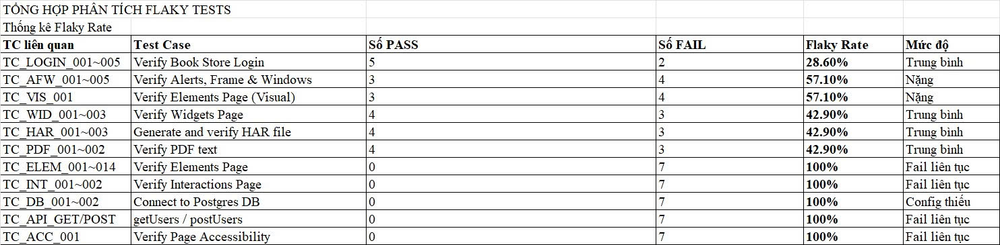 TỔNG HỢP PHÂN TÍCH FLAKY TESTS
Thống kê Flaky Rate
TC liên quan Test Case Số PASS Số FAIL Flaky Rate Mức độ
TC_LOGIN_001~005 Verify Book Store Login 5 2 28.60% Trung bình
TC_AFW_001~005 Verify Alerts, Frame & Windows 3 4 57.10% Nặng
TC_VIS_001 Verify Elements Page (Visual) 3 4 57.10% Nặng
TC_WID_001~003 Verify Widgets Page 4 3 42.90% Trung bình
TC_HAR_001~003 Generate and verify HAR file 4 3 42.90% Trung bình
TC_PDF_001~002 Verify PDF text 4 3 42.90% Trung bình
TC_ELEM_001~014 Verify Elements Page 0 7 100% Fail liên tục
TC_INT_001~002 Verify Interactions Page 0 7 100% Fail liên tục
TC_DB_001~002 Connect to Postgres DB 0 7 100% Config thiếu
TC_API_GET/POST getUsers / postUsers 0 7 100% Fail liên tục
TC_ACC_001 Verify Page Accessibility 0 7 100% Fail liên tục